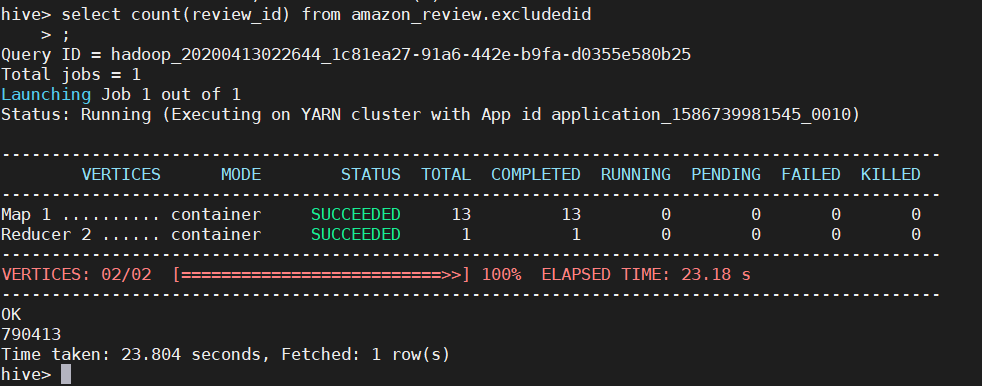 hive> select count(review_id) from amazon_review.excludedid
    > ;
Query ID = hadoop_20200413022644_1c81ea27-91a6-442e-b9fa-d0355e580b25
Total jobs = 1
Launching Job 1 out of 1
Status: Running (Executing on YARN cluster with App id application_1586739981545_0010)
----------------------------------------------------------------------------------------------
        VERTICES      MODE        STATUS  TOTAL  COMPLETED  RUNNING  PENDING  FAILED  KILLED
----------------------------------------------------------------------------------------------
Map 1 .......... container     SUCCEEDED     13         13        0        0       0       0
Reducer 2 ...... container     SUCCEEDED      1          1        0        0       0       0
----------------------------------------------------------------------------------------------
VERTICES: 02/02  [==========================>>] 100%  ELAPSED TIME: 23.18 s
----------------------------------------------------------------------------------------------
OK
790413
Time taken: 23.804 seconds, Fetched: 1 row(s)
hive>